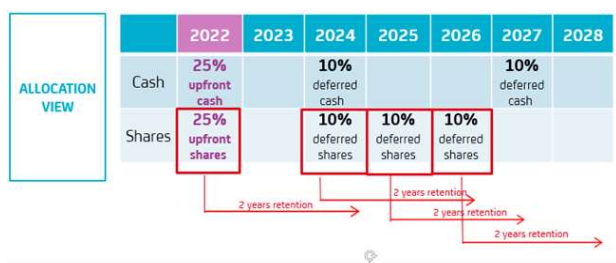 2022 2023 2024 2025 2026 2027 2028
ALLOCATION
VIEW
Cash
25%
upfront
cash
10%
deferred
cash
10%
deferred
cash
Shares
25%
upfront
shares
10%
deferred
shares
10%
deferred
shares
10%
deferred
shares
2 years retention
2 years retention
2 years retention
2 years retention